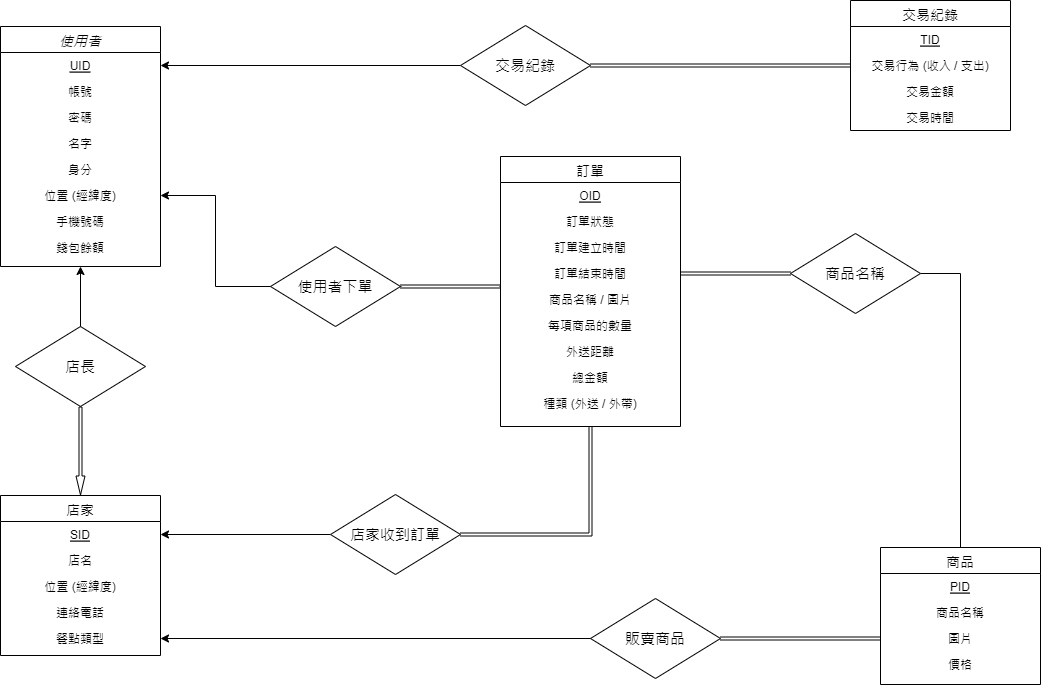 使用者
UID
帳號
密碼
名字
身分
位置 (經緯度)
手機號碼
錢包餘額
交易紀錄
交易紀錄
TID
交易行為 (收入 / 支出)
交易金額
交易時間
訂單
OID
訂單狀態
訂單建立時間
訂單結束時間
商品名稱 / 圖片
每項商品的數量
外送距離
總金額
種類 (外送 / 外帶)
使用者下單
商品名稱
店長
店家
SID
店名
位置 (經緯度)
連絡電話
餐點類型
店家收到訂單
販賣商品
商品
PID
商品名稱
圖片
價格